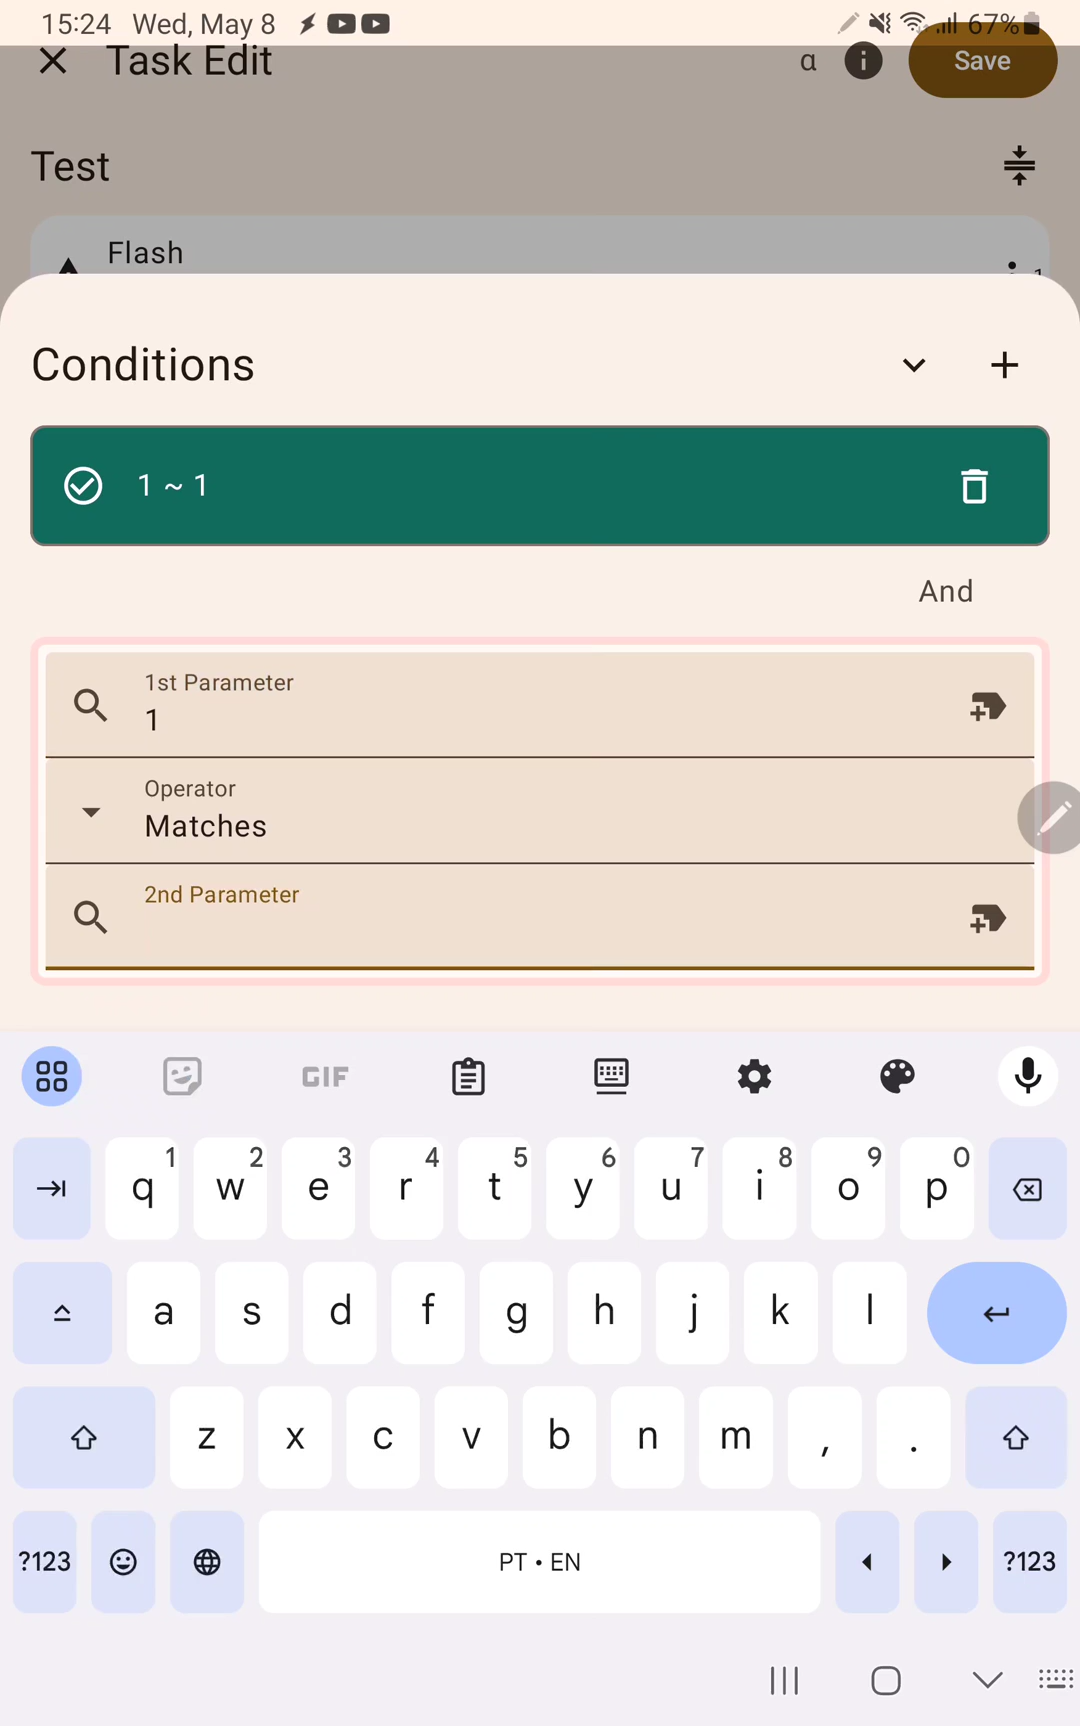 15:24 Wed, May 8 67%
Task Edit α i Save
Test
Flash
1
Conditions
1 ~ 1
And
1st Parameter
1
Operator
Matches
2nd Parameter
GIF
q 1 w 2 e 3 r 4 t 5 y 6 u 7 i 8 o 9 p 0
a s d f g h j k l
z x c v b n m , .
?123 PT • EN ?123